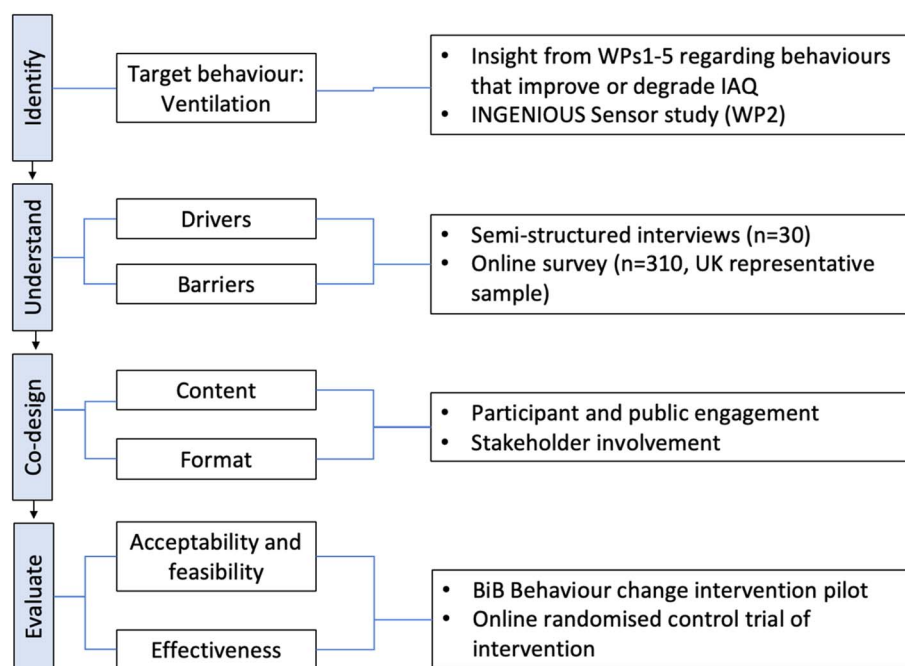 Identify
Target behaviour:
Ventilation
• Insight from WPs1-5 regarding behaviours
that improve or degrade IAQ
• INGENIOUS Sensor study (WP2)
Understand
Drivers
Barriers
• Semi-structured interviews (n=30)
• Online survey (n=310, UK representative
sample)
Co-design
Content
Format
• Participant and public engagement
• Stakeholder involvement
Evaluate
Acceptability and
feasibility
Effectiveness
• BiB Behaviour change intervention pilot
• Online randomised control trial of
intervention